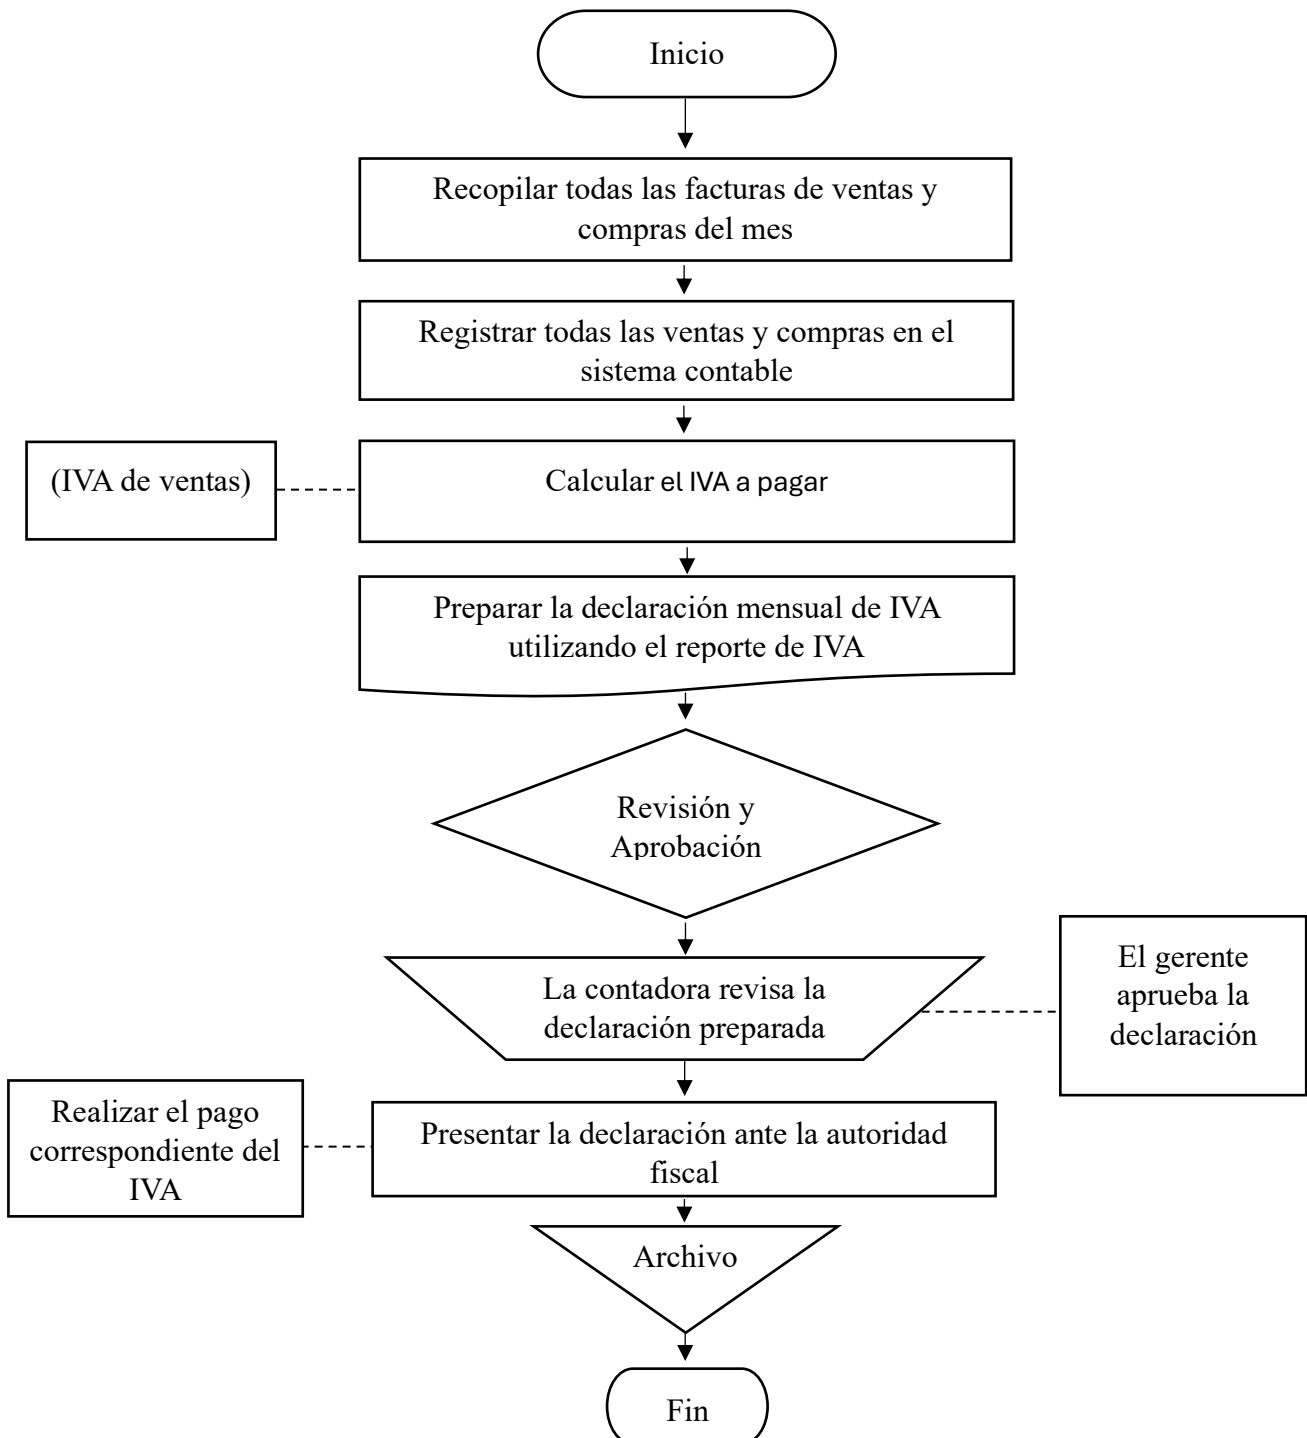 Inicio
Recopilar todas las facturas de ventas y
compras del mes
Registrar todas las ventas y compras en el
sistema contable
(IVA de ventas)
Calcular el IVA a pagar
Preparar la declaración mensual de IVA
utilizando el reporte de IVA
Revisión y
Aprobación
La contadora revisa la
declaración preparada
El gerente
aprueba la
declaración
Realizar el pago
correspondiente del
IVA
Presentar la declaración ante la autoridad
fiscal
Archivo
Fin